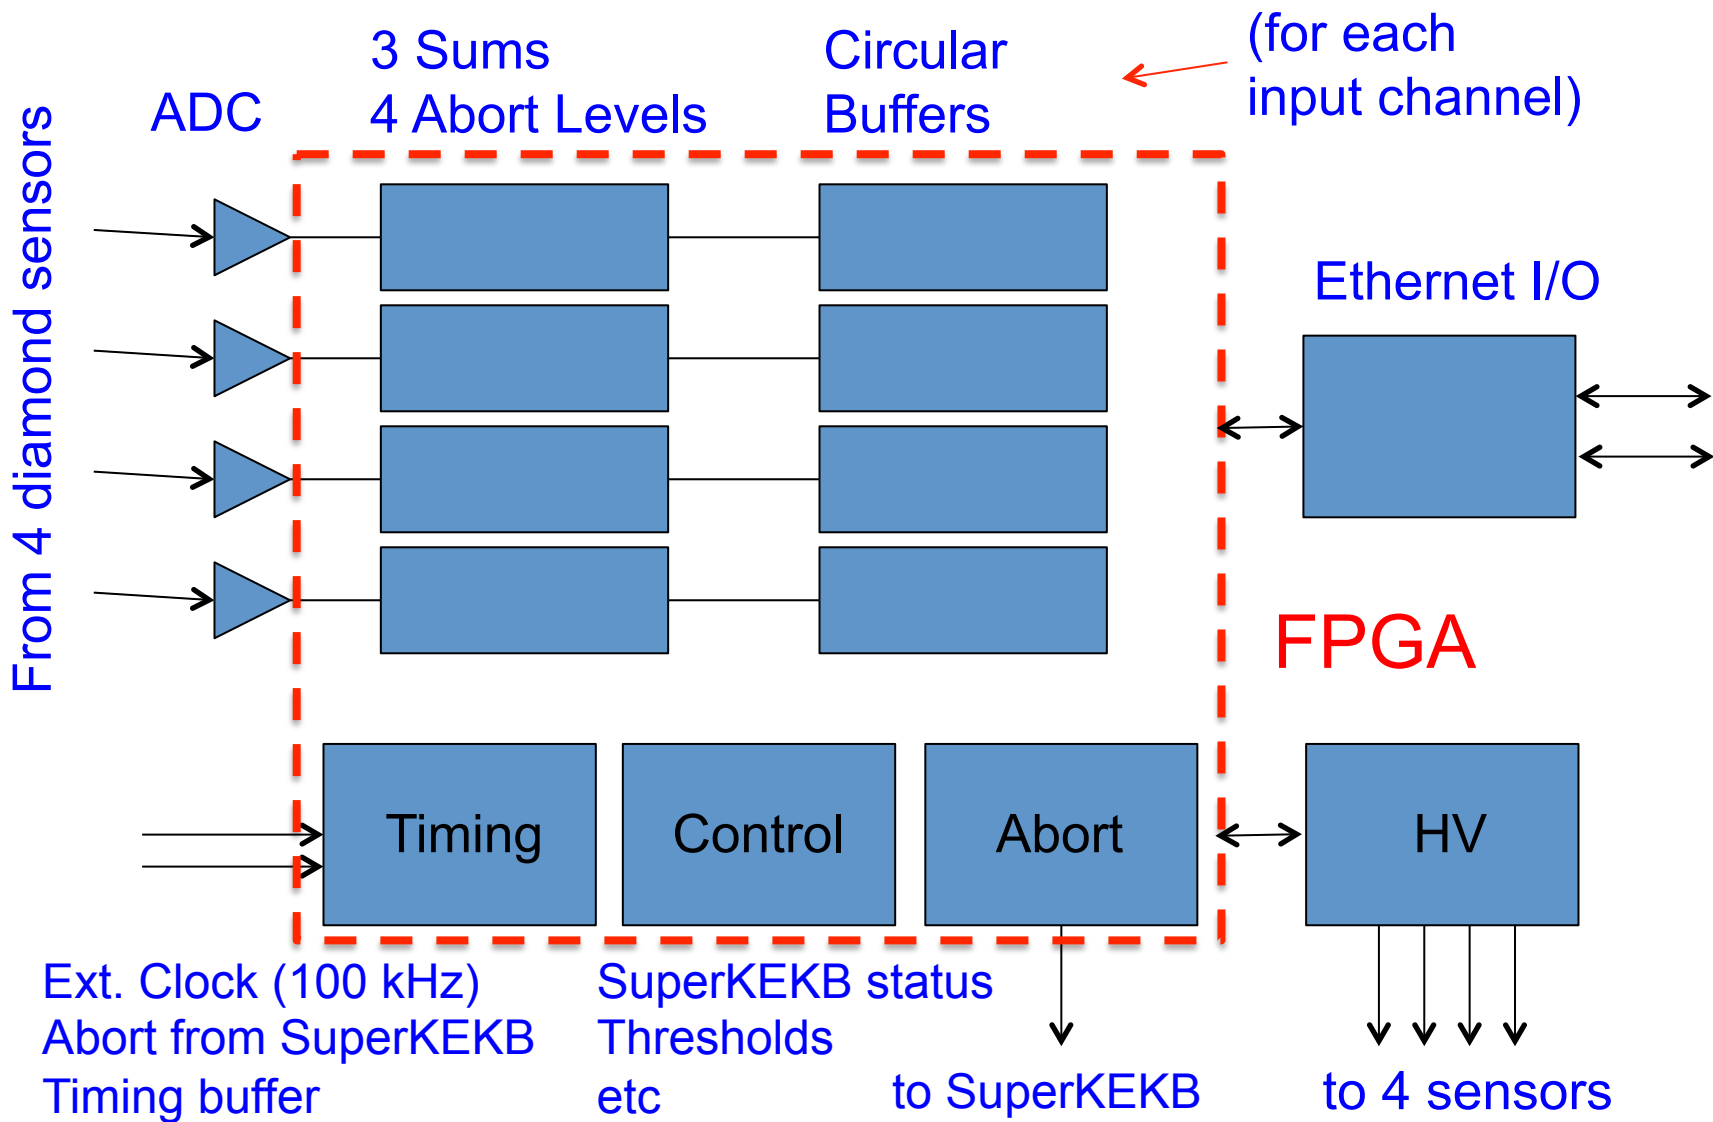 3 Sums
4 Abort Levels
Circular
Buffers
(for each
input channel)
ADC
From 4 diamond sensors
Ethernet I/O
FPGA
Timing
Control
Abort
HV
Ext. Clock (100 kHz)
Abort from SuperKEKB
Timing buffer
SuperKEKB status
Thresholds
etc
to SuperKEKB
to 4 sensors